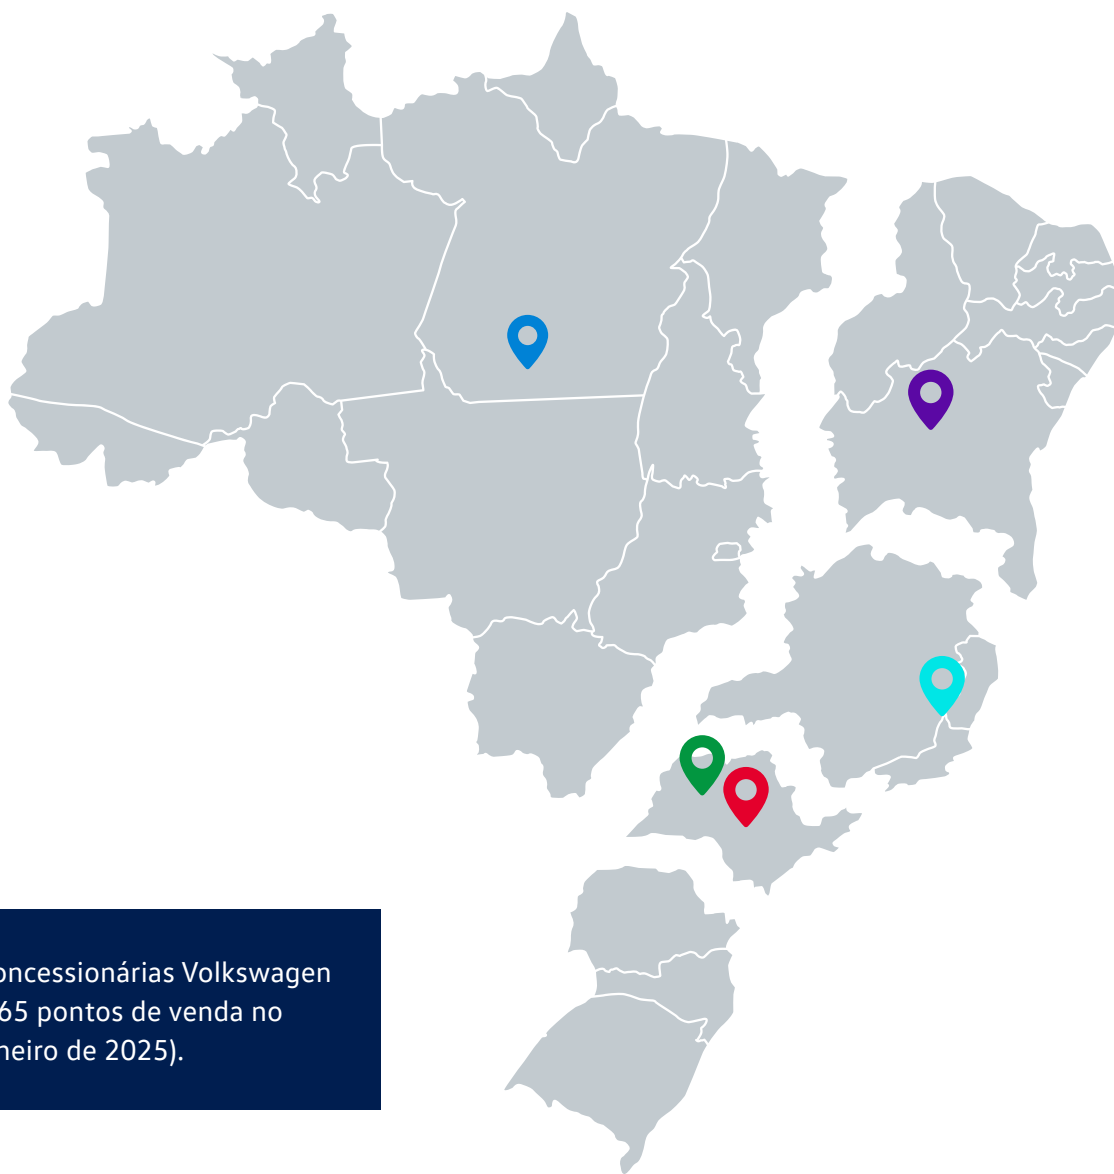 oncessionárias Volkswagen
65 pontos de venda no
neiro de 2025).